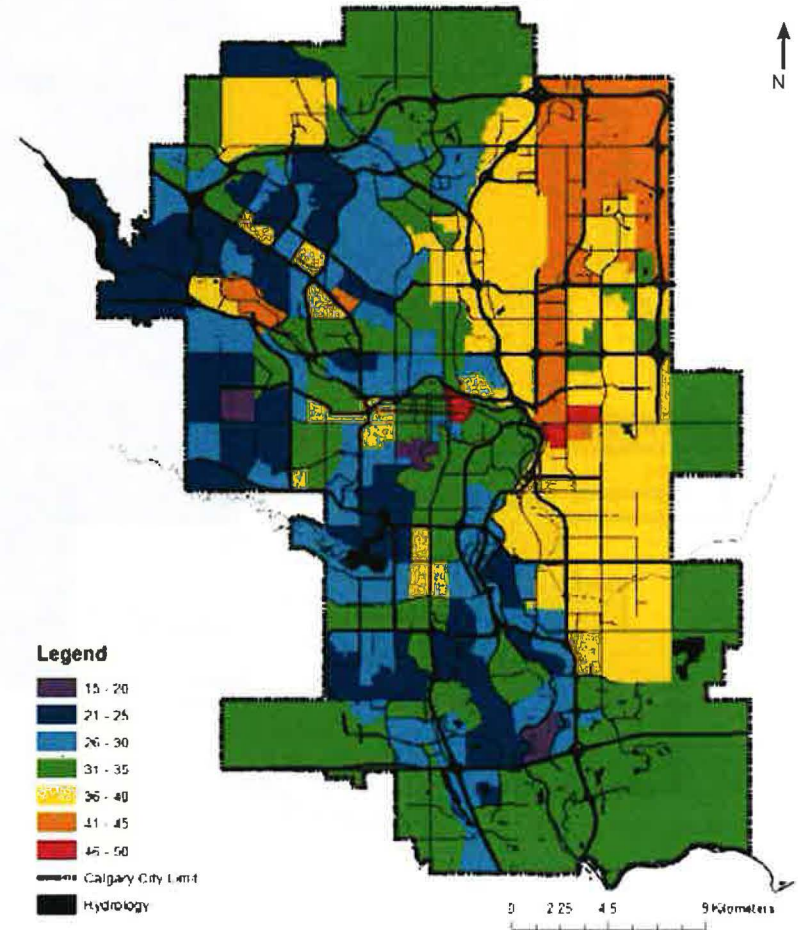 N
Legend
15 - 20
21 - 25
26 - 30
31 - 35
36 - 40
41 - 45
46 - 50
Calgary City Limit
Hydrology
0 2.25 4.5 9 Kilometers